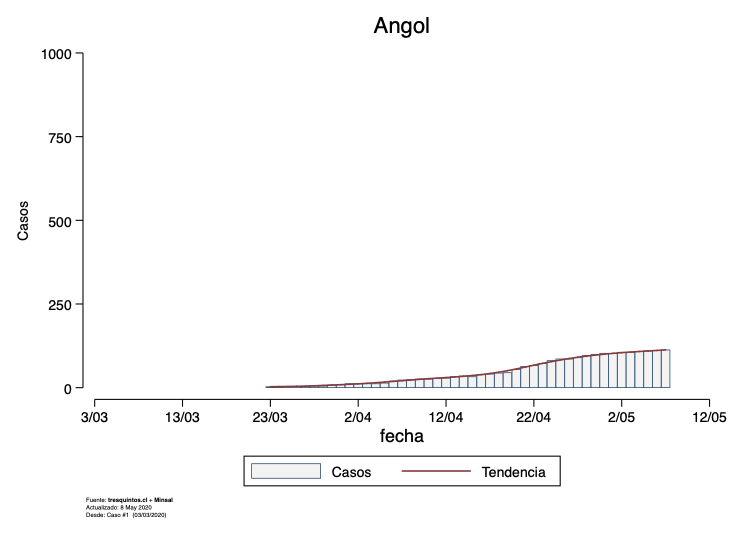 Angol
1000
750
500
250
0
Casos
3/03 13/03 23/03 2/04 12/04 22/04 2/05 12/05
fecha
Casos Tendencia
Fuente: tresquintos.cl + Minsal
Actualizado: 8 May 2020
Desde: Caso #1 (03/03/2020)